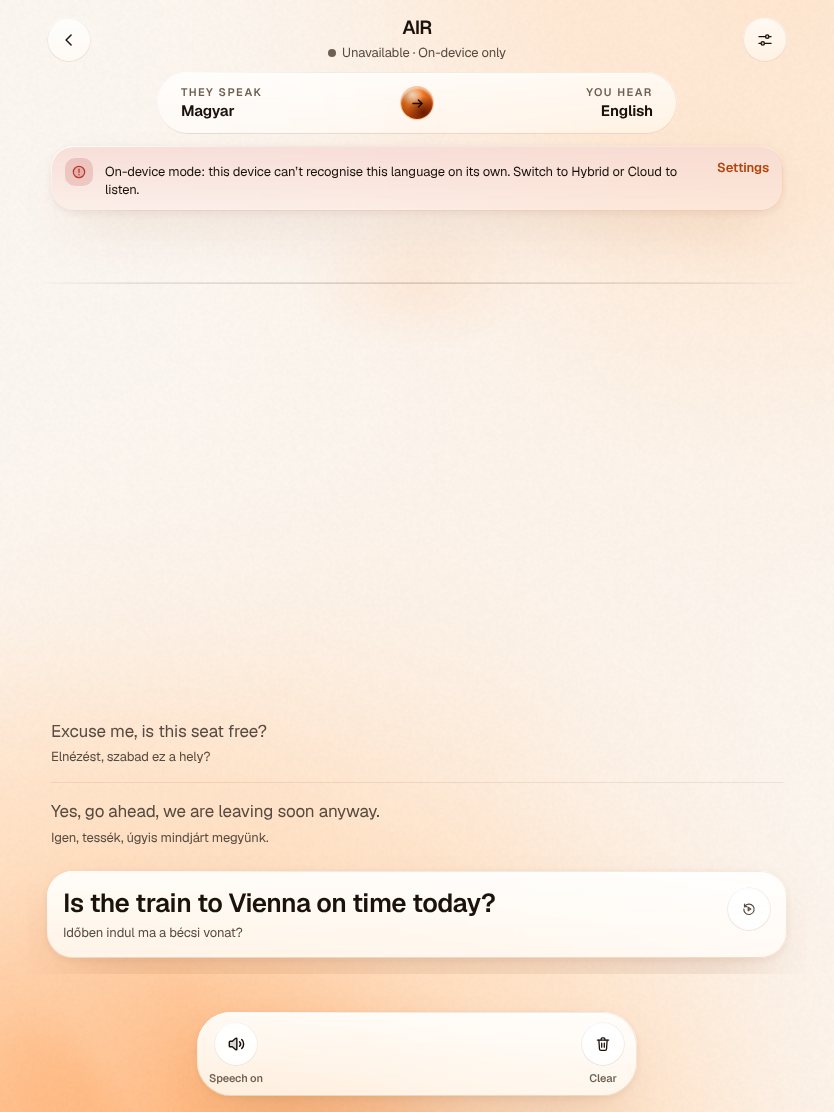 AIR
Unavailable · On-device only
THEY SPEAK
Magyar
YOU HEAR
English
On-device mode: this device can’t recognise this language on its own. Switch to Hybrid or Cloud to
listen.
Settings
Excuse me, is this seat free?
Elnézést, szabad ez a hely?
Yes, go ahead, we are leaving soon anyway.
Igen, tessék, úgyis mindjárt megyünk.
Is the train to Vienna on time today?
Időben indul ma a bécsi vonat?
Speech on
Clear